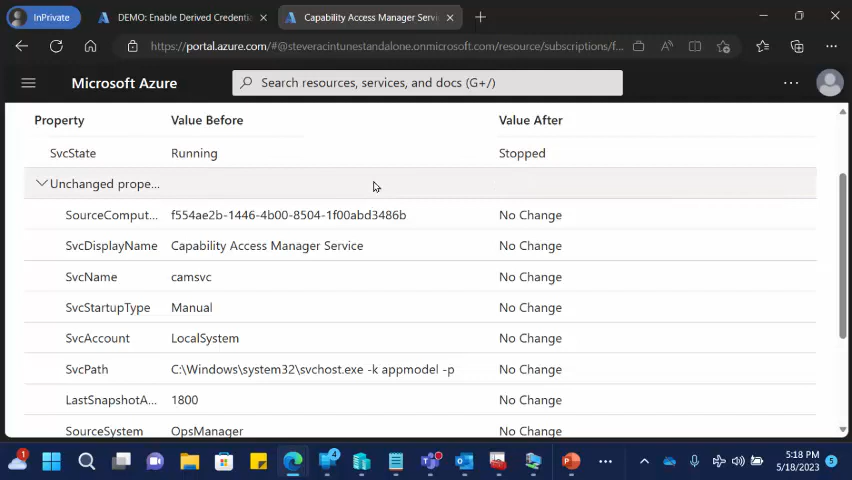 InPrivate
DEMO: Enable Derived Credentia
Capability Access Manager Servi
https://portal.azure.com/#@steveracintunestandalone.onmicrosoft.com/resource/subscriptions/f...
Microsoft Azure
Search resources, services, and docs (G+/)
Property Value Before Value After
SvcState Running Stopped
Unchanged prope...
SourceComput... f554ae2b-1446-4b00-8504-1f00abd3486b No Change
SvcDisplayName Capability Access Manager Service No Change
SvcName camsvc No Change
SvcStartupType Manual No Change
SvcAccount LocalSystem No Change
SvcPath C:\Windows\system32\svchost.exe -k appmodel -p No Change
LastSnapshotA... 1800 No Change
SourceSystem OpsManager No Change
1
4
5:18 PM
5/18/2023
5